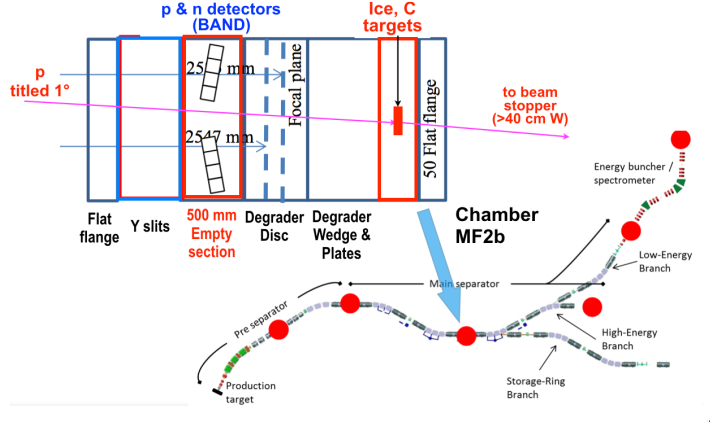 p & n detectors
(BAND)
Ice, C
targets
p
titled 1°
25 mm
2547 mm
Focal plane
50 Flat flange
to beam
stopper
(>40 cm W)
Flat
flange
Y slits
500 mm
Empty
section
Degrader
Disc
Degrader
Wedge &
Plates
Chamber
MF2b
Energy buncher /
spectrometer
Low-Energy
Branch
Main separator
Pre separator
High-Energy
Branch
Storage-Ring
Branch
Production
target